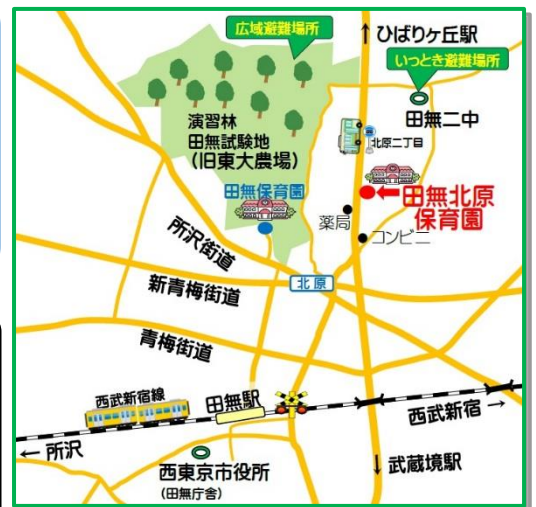 広域避難場所
↑ ひばりヶ丘駅
いっとき避難場所
田無二中
演習林
田無試験地
(旧東大農場)
北原二丁目
田無保育園
←田無北原
保育園
薬局
コンビニ
所沢街道
北原
新青梅街道
青梅街道
西武新宿線
田無駅
西武新宿 →
← 所沢
西東京市役所
(田無庁舎)
↓ 武蔵境駅